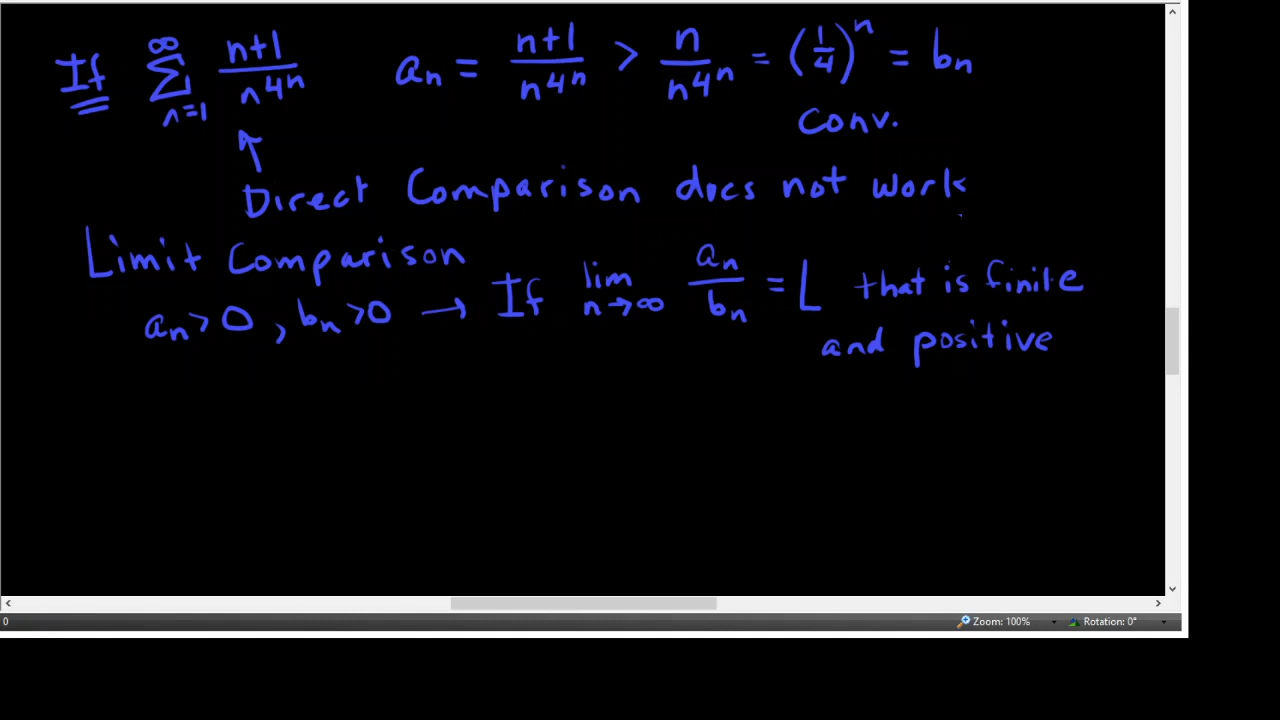 If ∑_{n=1}^{∞} (n+1)/(n4^n) a_n = (n+1)/(n4^n) > n/(n4^n) = (1/4)^n = b_n
Conv.
Direct Comparison does not work
Limit Comparison
a_n > 0, b_n > 0 → If lim_{n→∞} a_n/b_n = L that is finite
and positive
0 Zoom: 100% Rotation: 0°